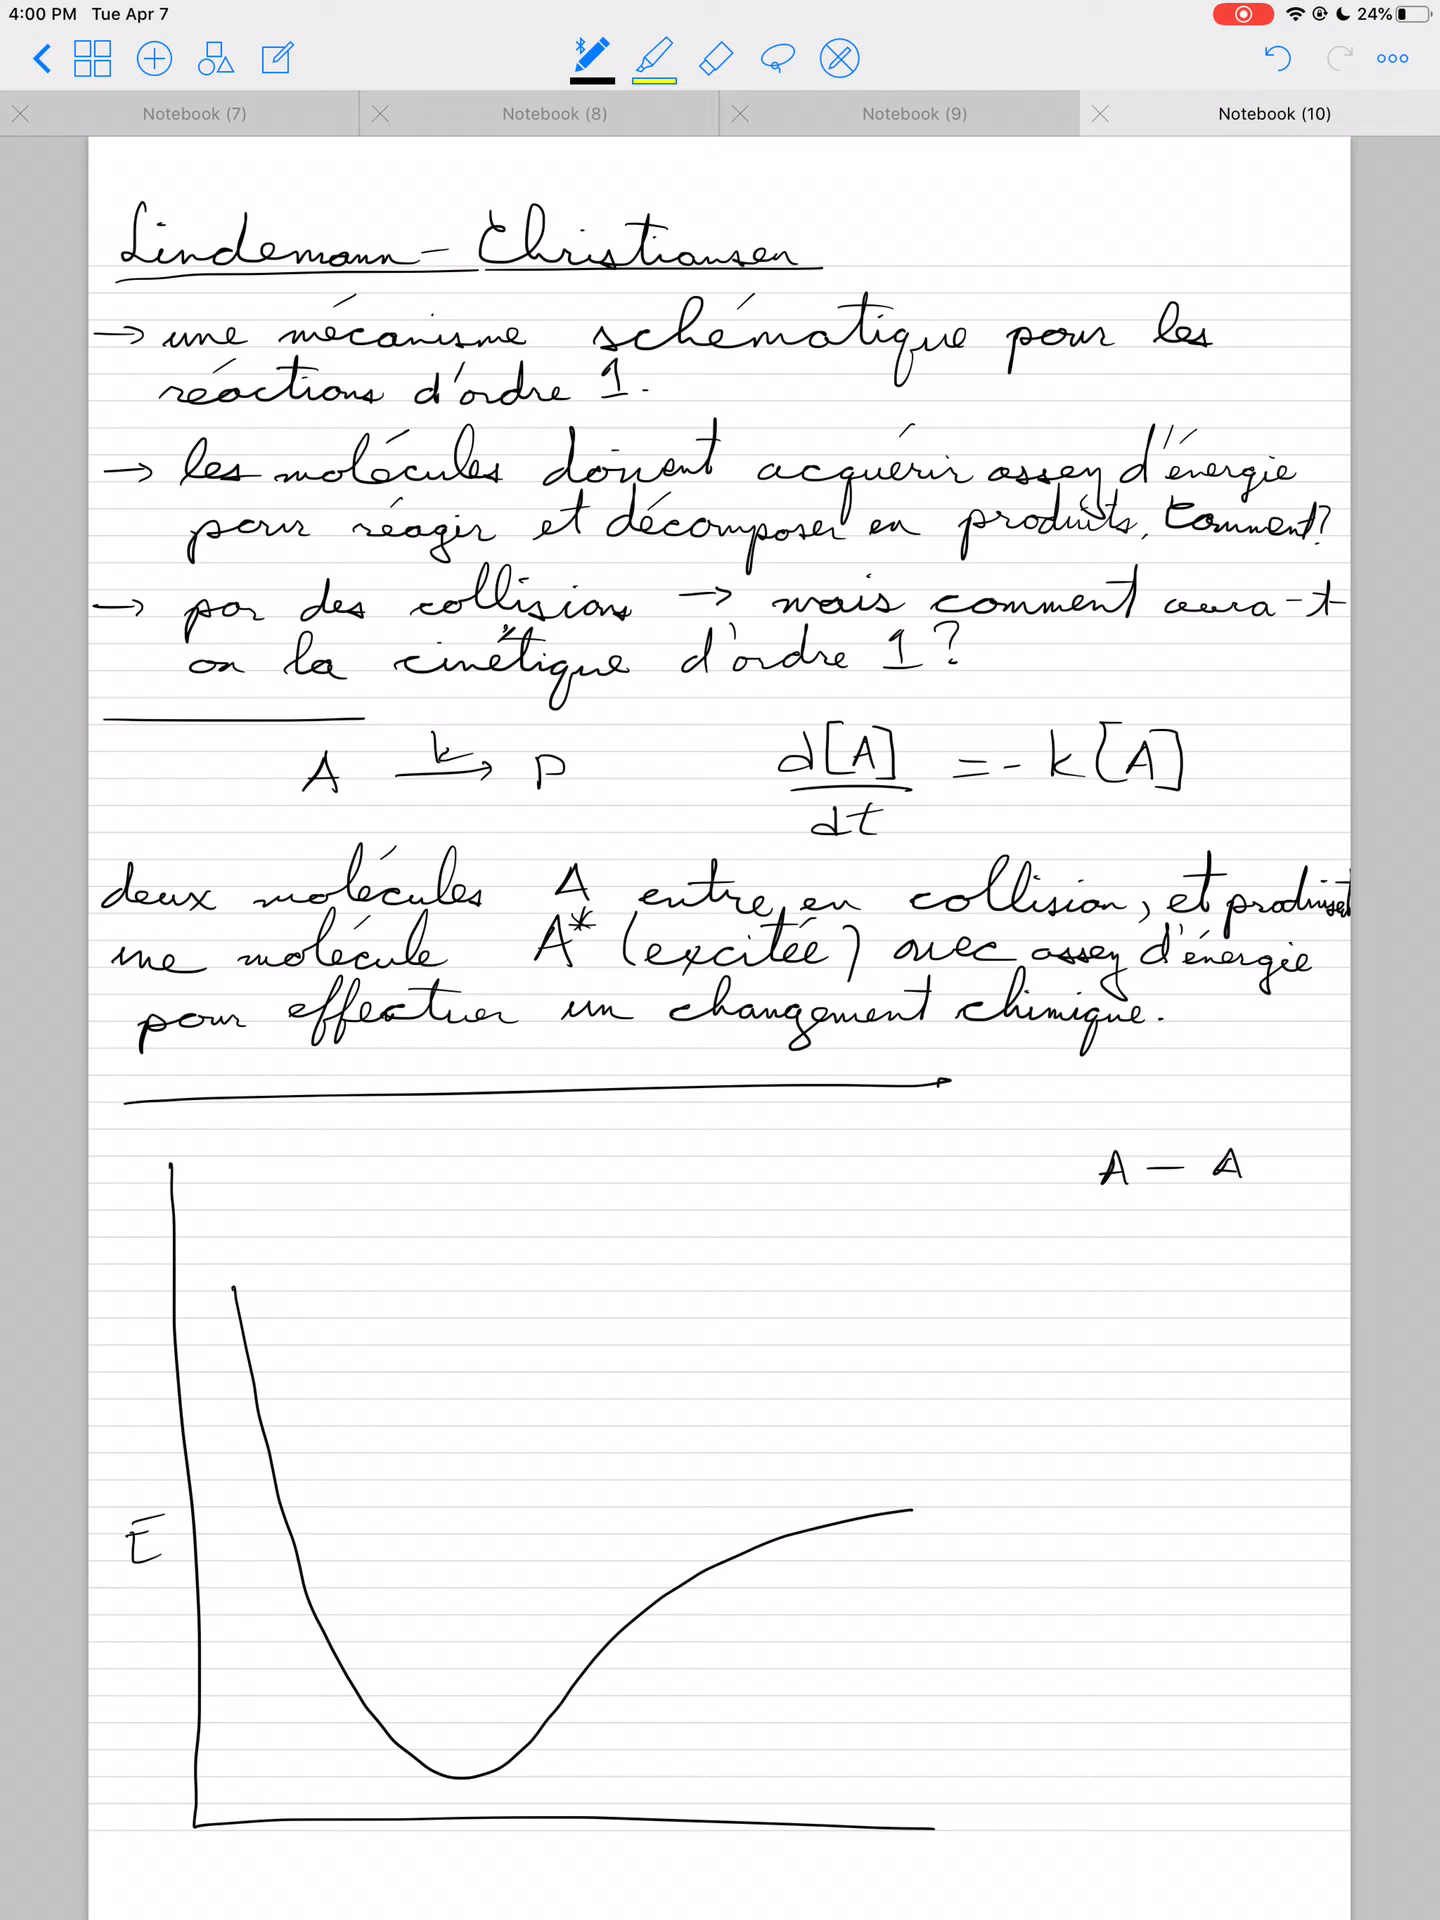 4:00 PM Tue Apr 7
24%
Notebook (7) Notebook (8) Notebook (9) Notebook (10)
Lindemann - Christiansen
→ une mécanisme schématique pour les
réactions d'ordre 1.
→ les molécules doivent acquérir assez d'énergie
pour réagir et décomposer en produits. Comment?
→ par des collisions → mais comment aura-t-
on la cinétique d'ordre 1?
A k→ P d[A]/dt = - k[A]
deux molécules A entre en collision, et produisent
une molécule A* (excitée) avec assez d'énergie
pour effectuer un changement chimique.
A — A
E